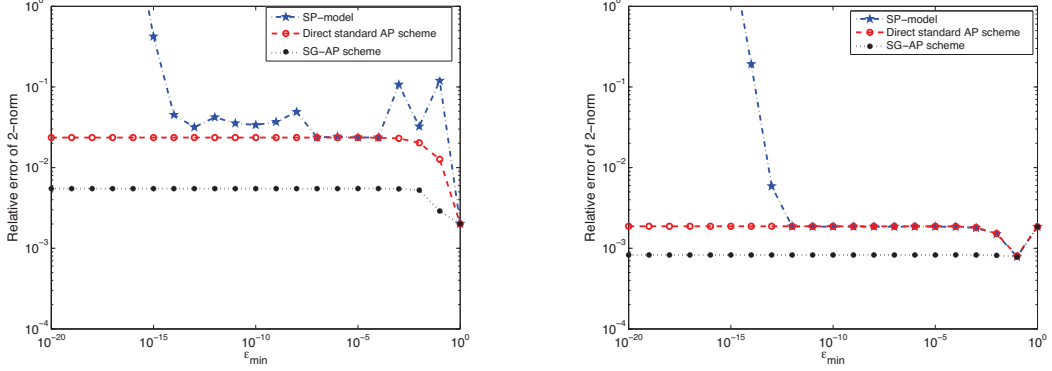 10^0
10^-1
10^-2
10^-3
10^-4
Relative error of 2−norm
SP−model
Direct standard AP scheme
SG−AP scheme
10^-20
10^-15
10^-10
10^-5
10^0
ε_min
10^0
10^-1
10^-2
10^-3
10^-4
Relative error of 2−norm
SP−model
Direct standard AP scheme
SG−AP scheme
10^-20
10^-15
10^-10
10^-5
10^0
ε_min